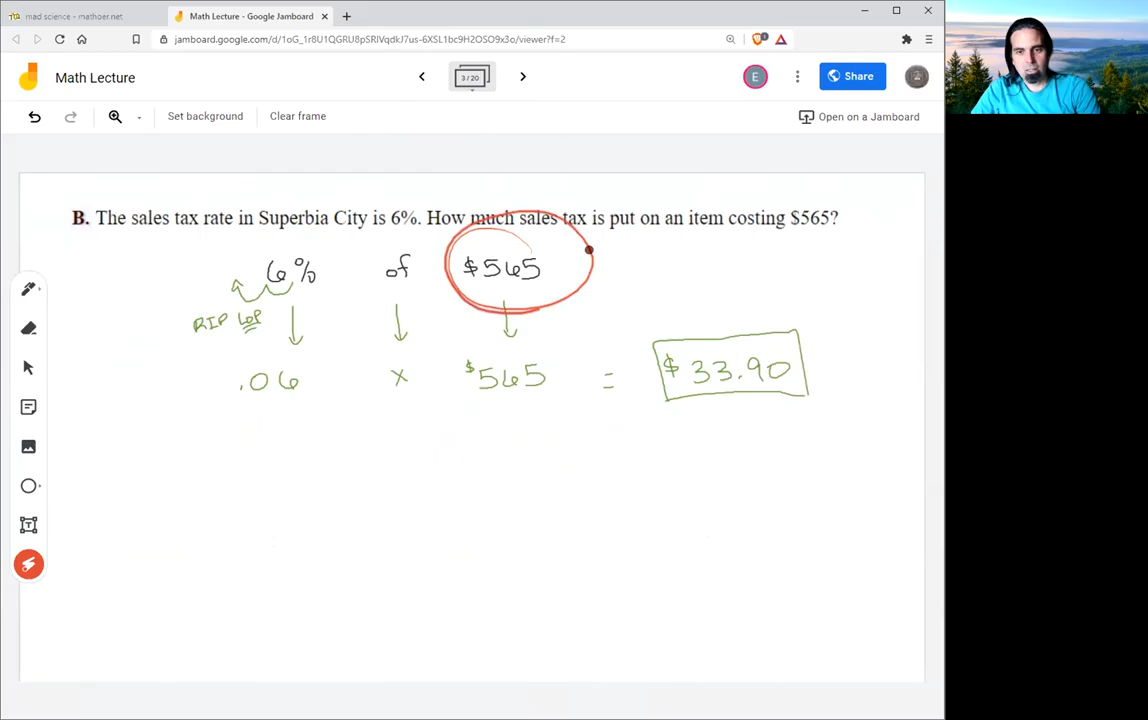 mad science - mathoer.net
Math Lecture - Google Jamboard
jamboard.google.com/d/1oG_1r8U1QGRU8pSRlVqdkJ7us-6XSL1bc9H2OSO9x3o/viewer?f=2
Math Lecture
3 / 20
E
Share
Set background
Clear frame
Open on a Jamboard
B. The sales tax rate in Superbia City is 6%. How much sales tax is put on an item costing $565?
6% of $565
RIP LOP
.06 x $565 = $33.90